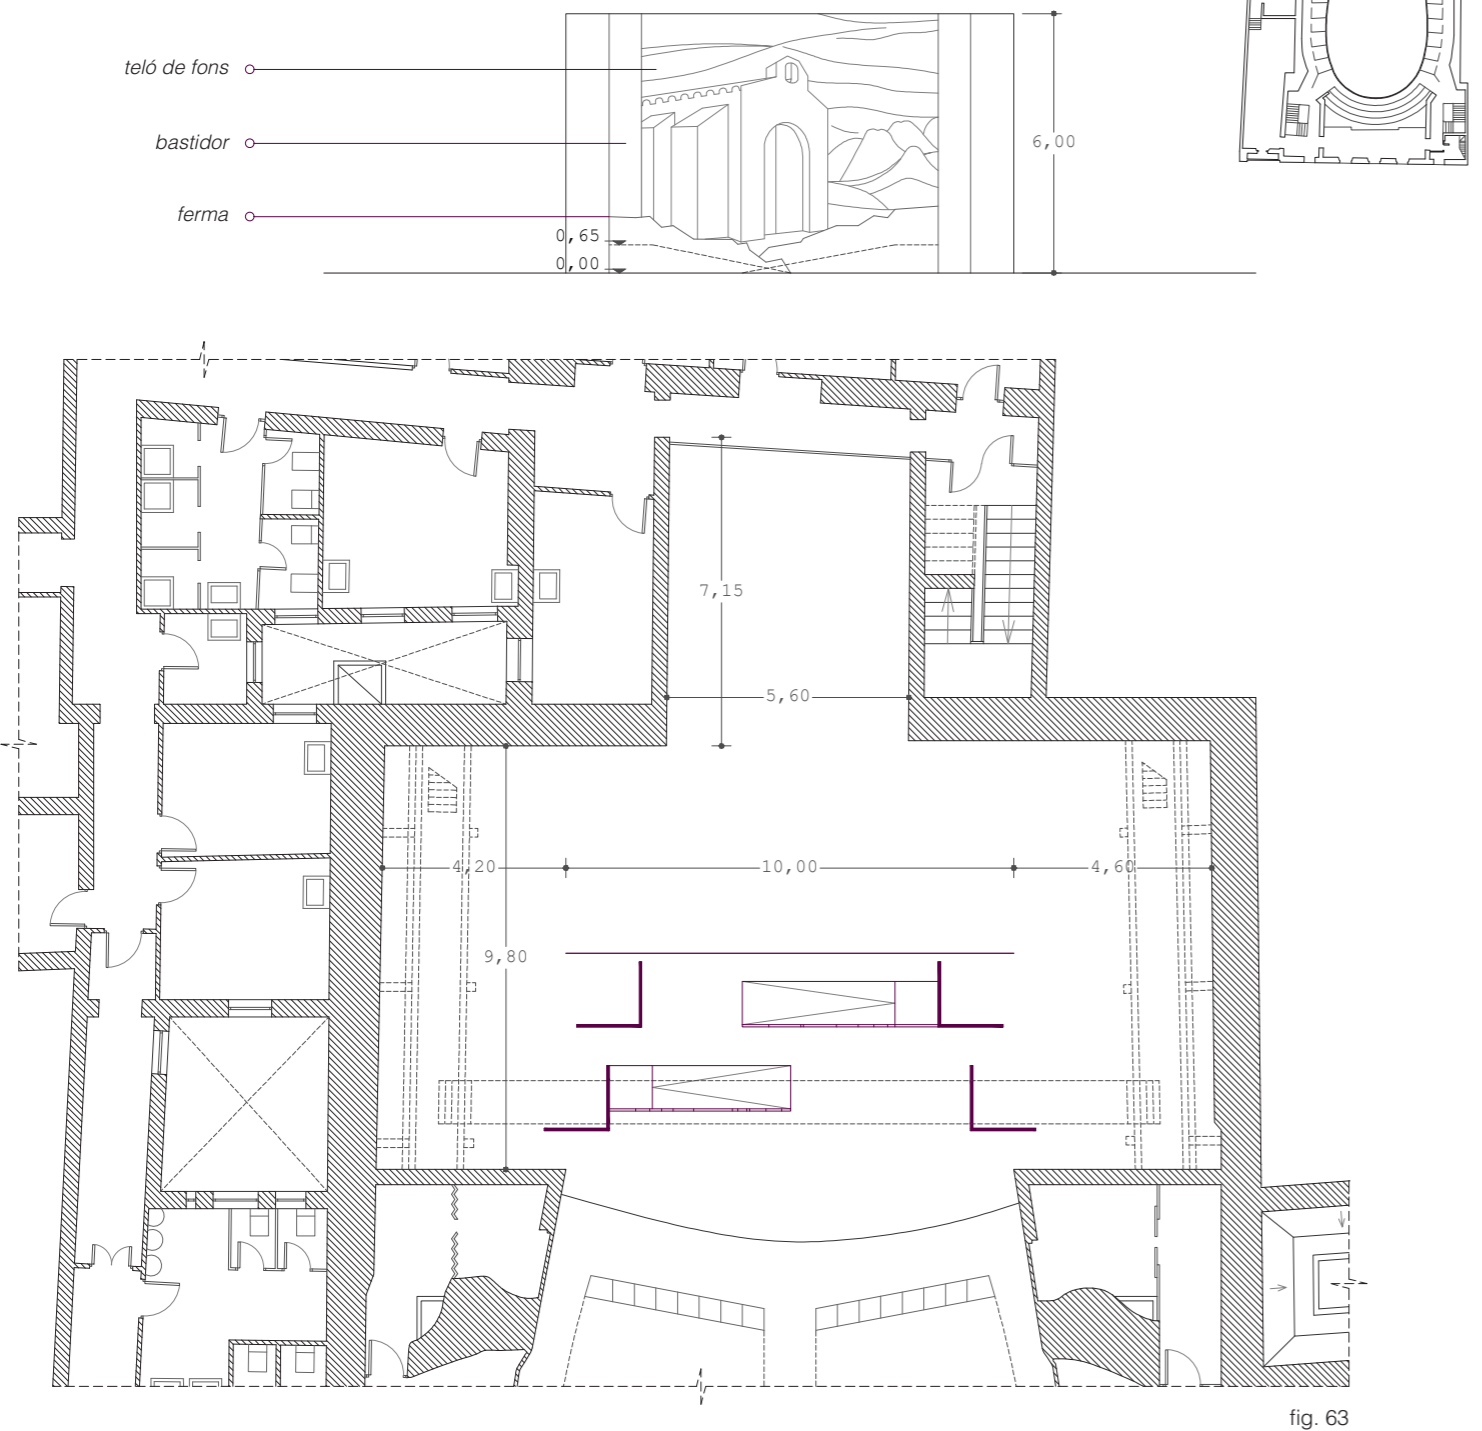 teló de fons
bastidor
ferma
6,00
0,65
0,00
7,15
5,60
4,20
10,00
4,60
9,80
fig. 63